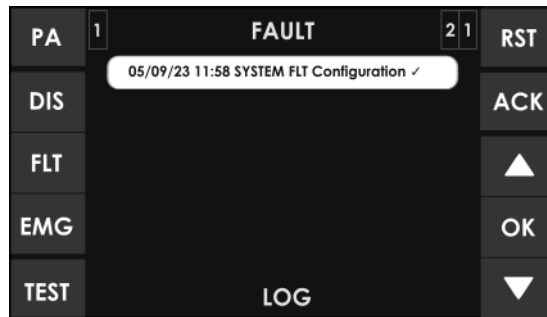 PA
1
FAULT
2 1
RST
05/09/23 11:58 SYSTEM FLT Configuration ✓
DIS
ACK
FLT
EMG
OK
TEST
LOG